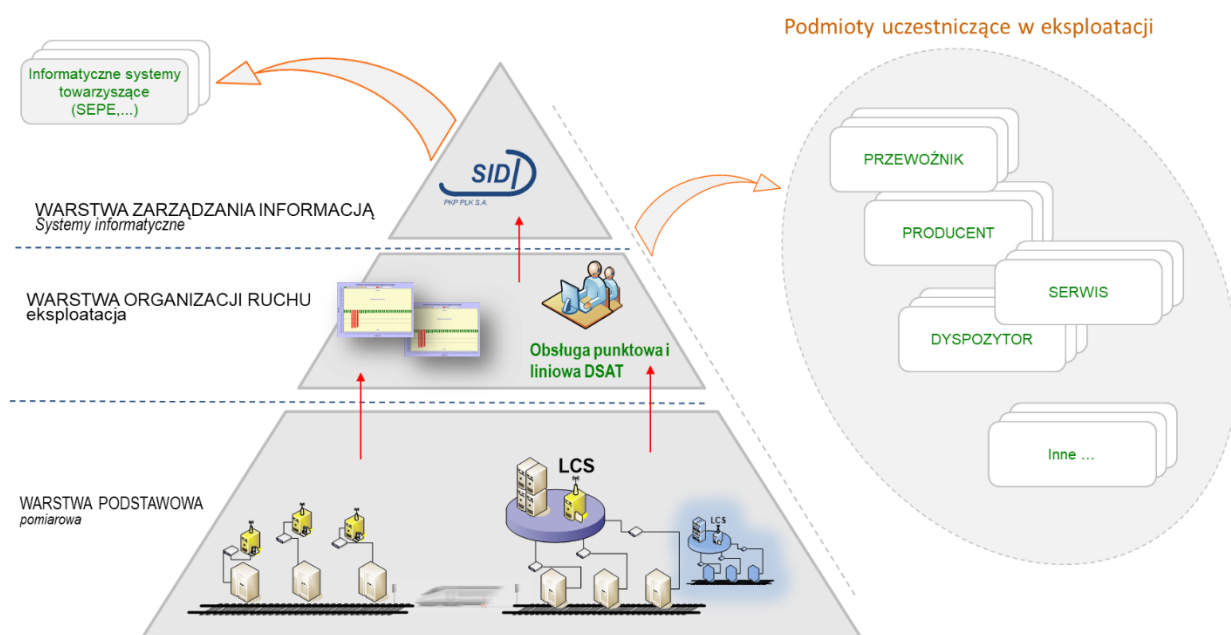 Podmioty uczestniczące w eksploatacji
Informatyczne systemy
towarzyszące
(SEPE,...)
SID
PKP PLK S.A.
WARSTWA ZARZĄDZANIA INFORMACJĄ
Systemy informatyczne
WARSTWA ORGANIZACJI RUCHU
eksploatacja
Obsługa punktowa i
liniowa DSAT
WARSTWA PODSTAWOWA
pomiarowa
LCS
LCS
PRZEWOŹNIK
PRODUCENT
SERWIS
DYSPOZYTOR
Inne ...